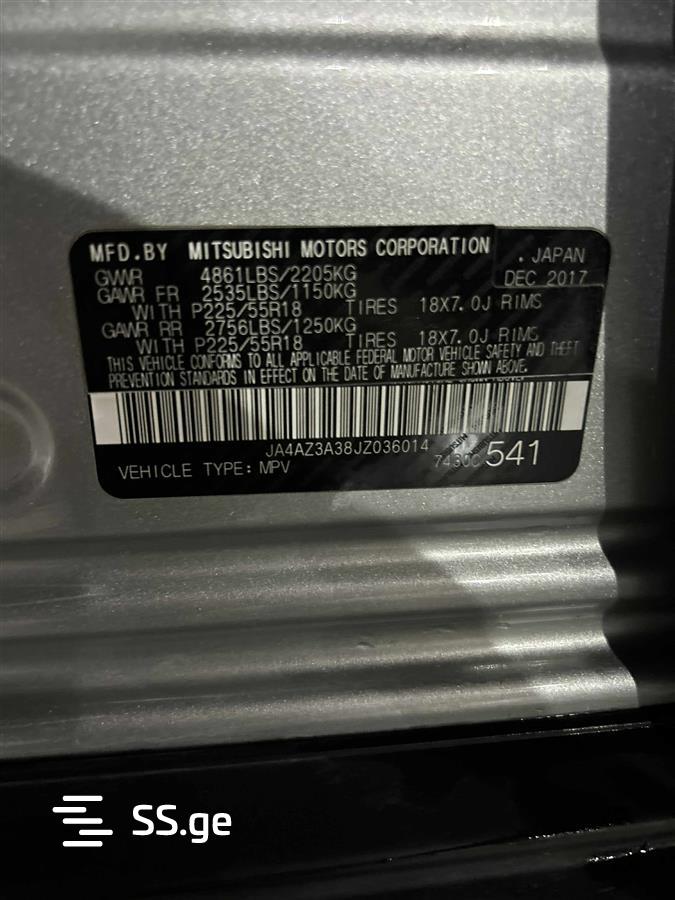 MFD.BY MITSUBISHI MOTORS CORPORATION . JAPAN
GVWR 4861LBS/2205KG DEC 2017
GAWR FR 2535LBS/1150KG
WITH P225/55R18 TIRES 18X7.0J RIMS
GAWR RR 2756LBS/1250KG
WITH P225/55R18 TIRES 18X7.0J RIMS
THIS VEHICLE CONFORMS TO ALL APPLICABLE FEDERAL MOTOR VEHICLE SAFETY AND THEFT
PREVENTION STANDARDS IN EFFECT ON THE DATE OF MANUFACTURE SHOWN ABOVE.
JA4AZ3A38JZ036014
VEHICLE TYPE: MPV 541
SS.ge